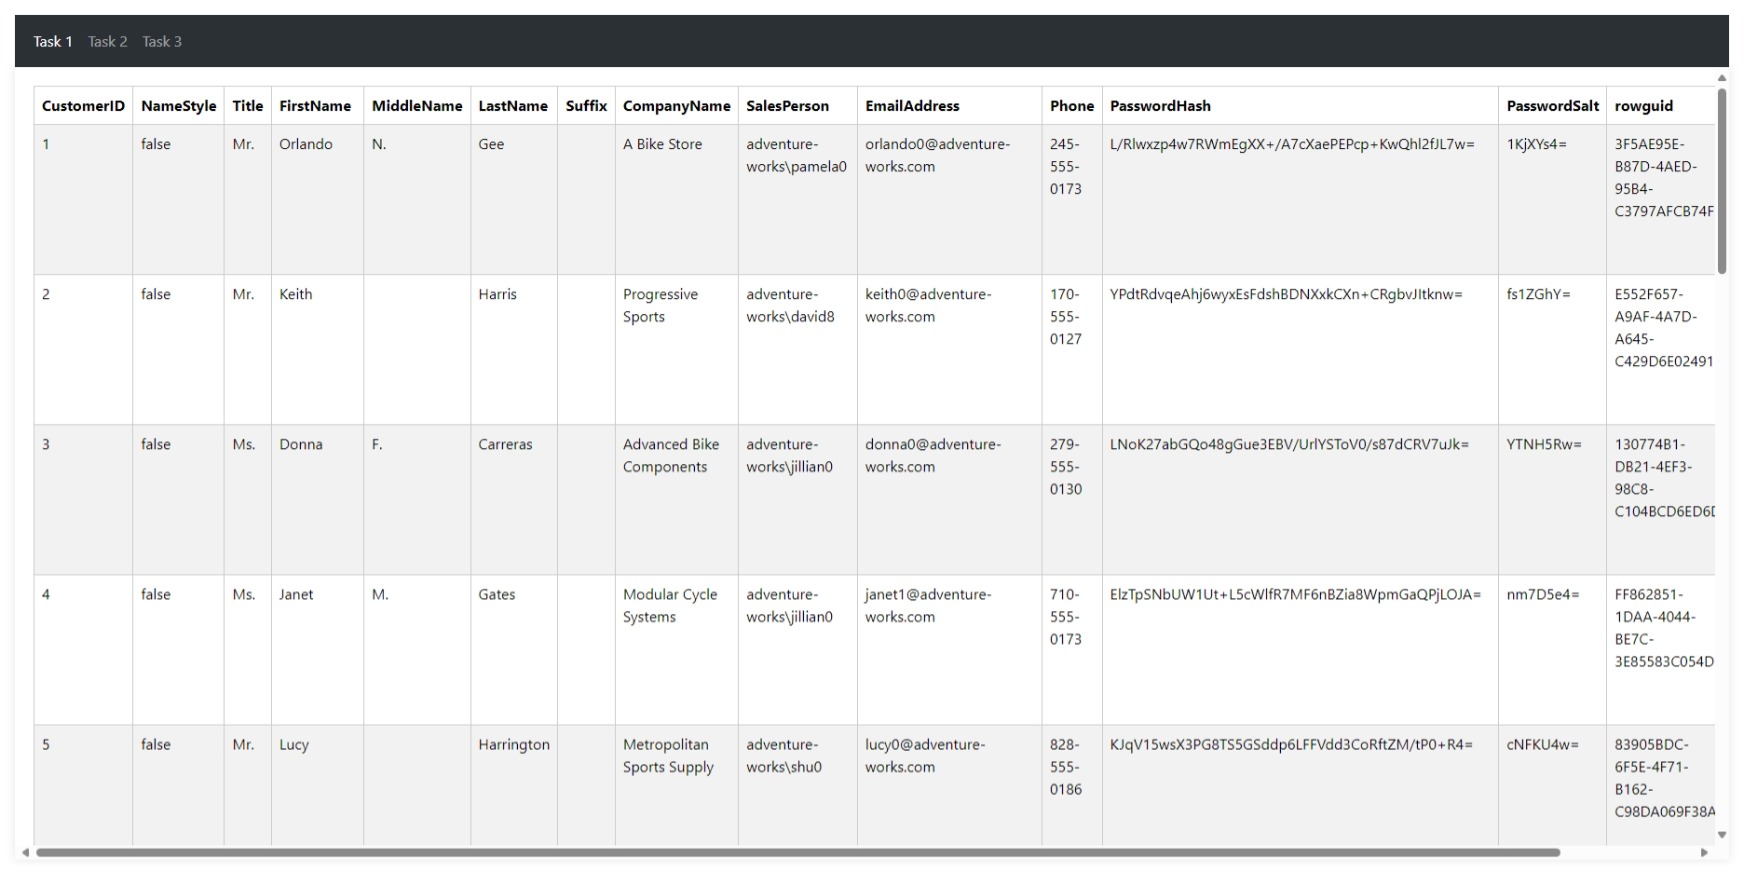 Task 1 Task 2 Task 3
CustomerID NameStyle Title FirstName MiddleName LastName Suffix CompanyName SalesPerson EmailAddress Phone PasswordHash PasswordSalt rowguid
1 false Mr. Orlando N. Gee A Bike Store adventure- orlando0@adventure- 245- L/Rlwxzp4w7RWmEgXX+/A7cXaePEPcp+KwQhl2fJL7w= 1KjXYs4= 3F5AE95E-
works\pamela0 works.com 555- B87D-4AED-
0173 95B4-
C3797AFCB74F
2 false Mr. Keith Harris Progressive adventure- keith0@adventure- 170- YPdtRdvqeAhj6wyxEsFdshBDNXxkCXn+CRgbvJItknw= fs1ZGhY= E552F657-
Sports works\david8 works.com 555- A9AF-4A7D-
0127 A645-
C429D6E02491
3 false Ms. Donna F. Carreras Advanced Bike adventure- donna0@adventure- 279- LNoK27abGQo48gGue3EBV/UrlYSToV0/s87dCRV7uJk= YTNH5Rw= 130774B1-
Components works\jillian0 works.com 555- DB21-4EF3-
0130 98C8-
C104BCD6ED6D
4 false Ms. Janet M. Gates Modular Cycle adventure- janet1@adventure- 710- ElzTpSNbUW1Ut+L5cWlfR7MF6nBZia8WpmGaQPjLOJA= nm7D5e4= FF862851-
Systems works\jillian0 works.com 555- 1DAA-4044-
0173 BE7C-
3E85583C054D
5 false Mr. Lucy Harrington Metropolitan adventure- lucy0@adventure- 828- KJqV15wsX3PG8TS5GSddp6LFFVdd3CoRftZM/tP0+R4= cNFKU4w= 83905BDC-
Sports Supply works\shu0 works.com 555- 6F5E-4F71-
0186 B162-
C98DA069F38A